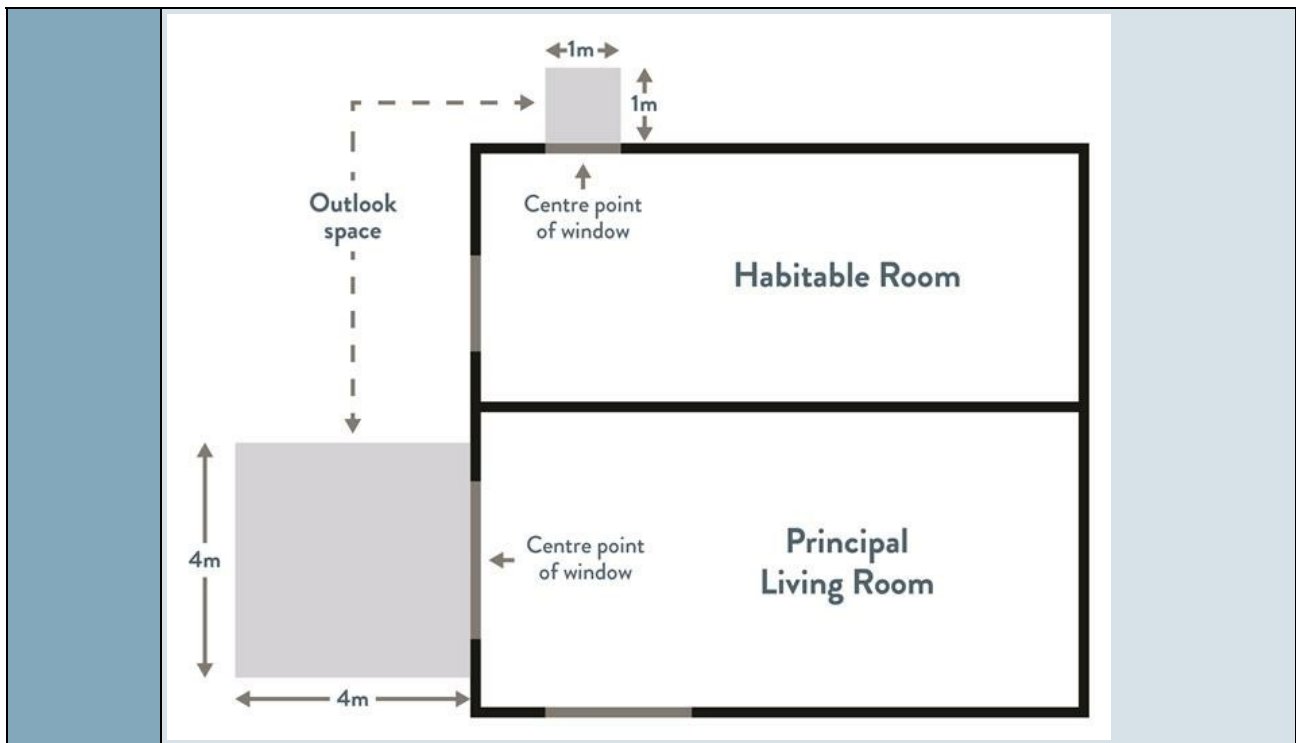 1m
1m
Outlook
space
Centre point
of window
Habitable Room
4m
Centre point
of window
Principal
Living Room
4m